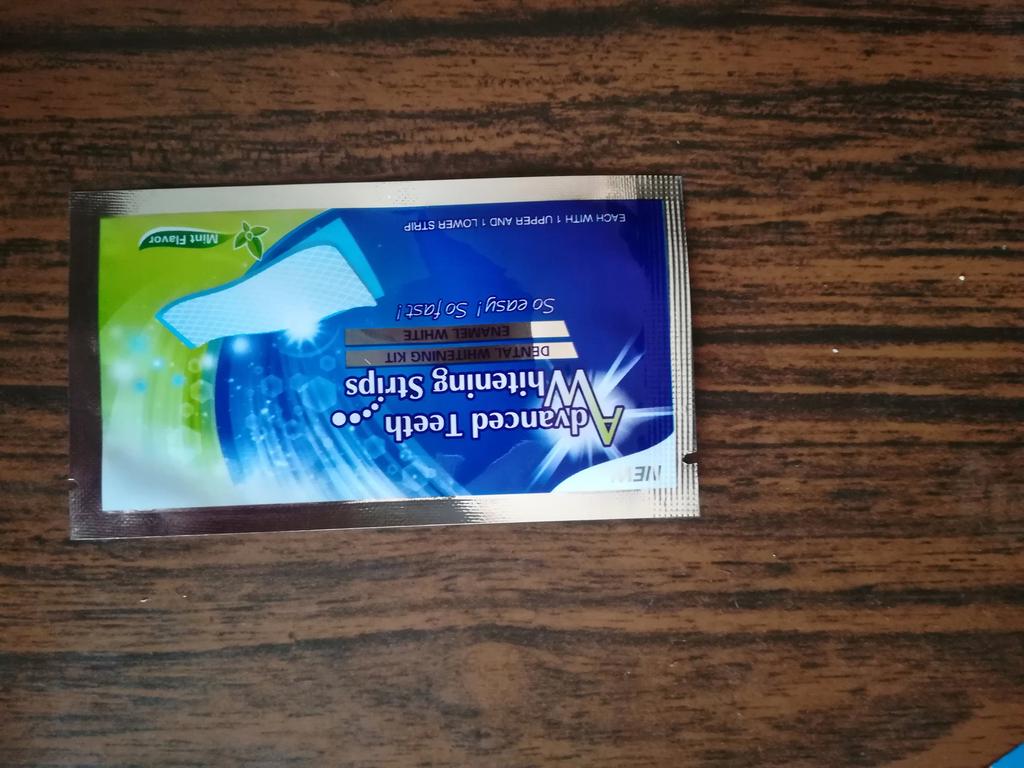 NEW
Advanced Teeth
Whitening Strips
DENTAL WHITENING KIT
ENAMEL WHITE
So easy! So fast!
EACH WITH 1 UPPER AND 1 LOWER STRIP
Mint Flavor